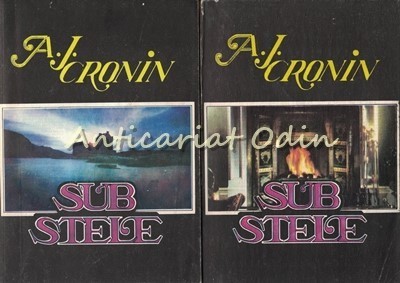 A.J.
CRONIN
SUB
STELE
A.J.
CRONIN
SUB
STELE
Anticariat Odin